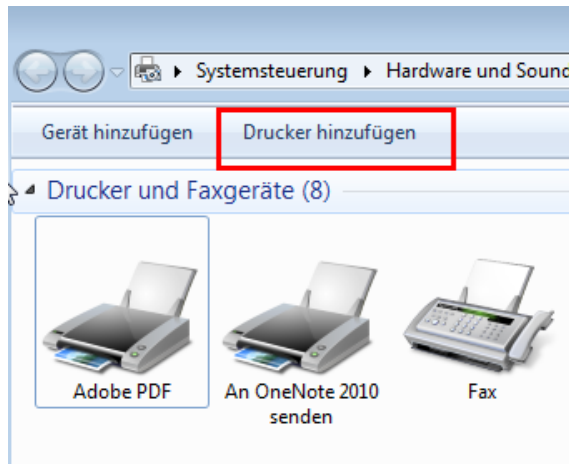 Systemsteuerung Hardware und Sound
Gerät hinzufügen Drucker hinzufügen
Drucker und Faxgeräte (8)
Adobe PDF An OneNote 2010 Fax
senden